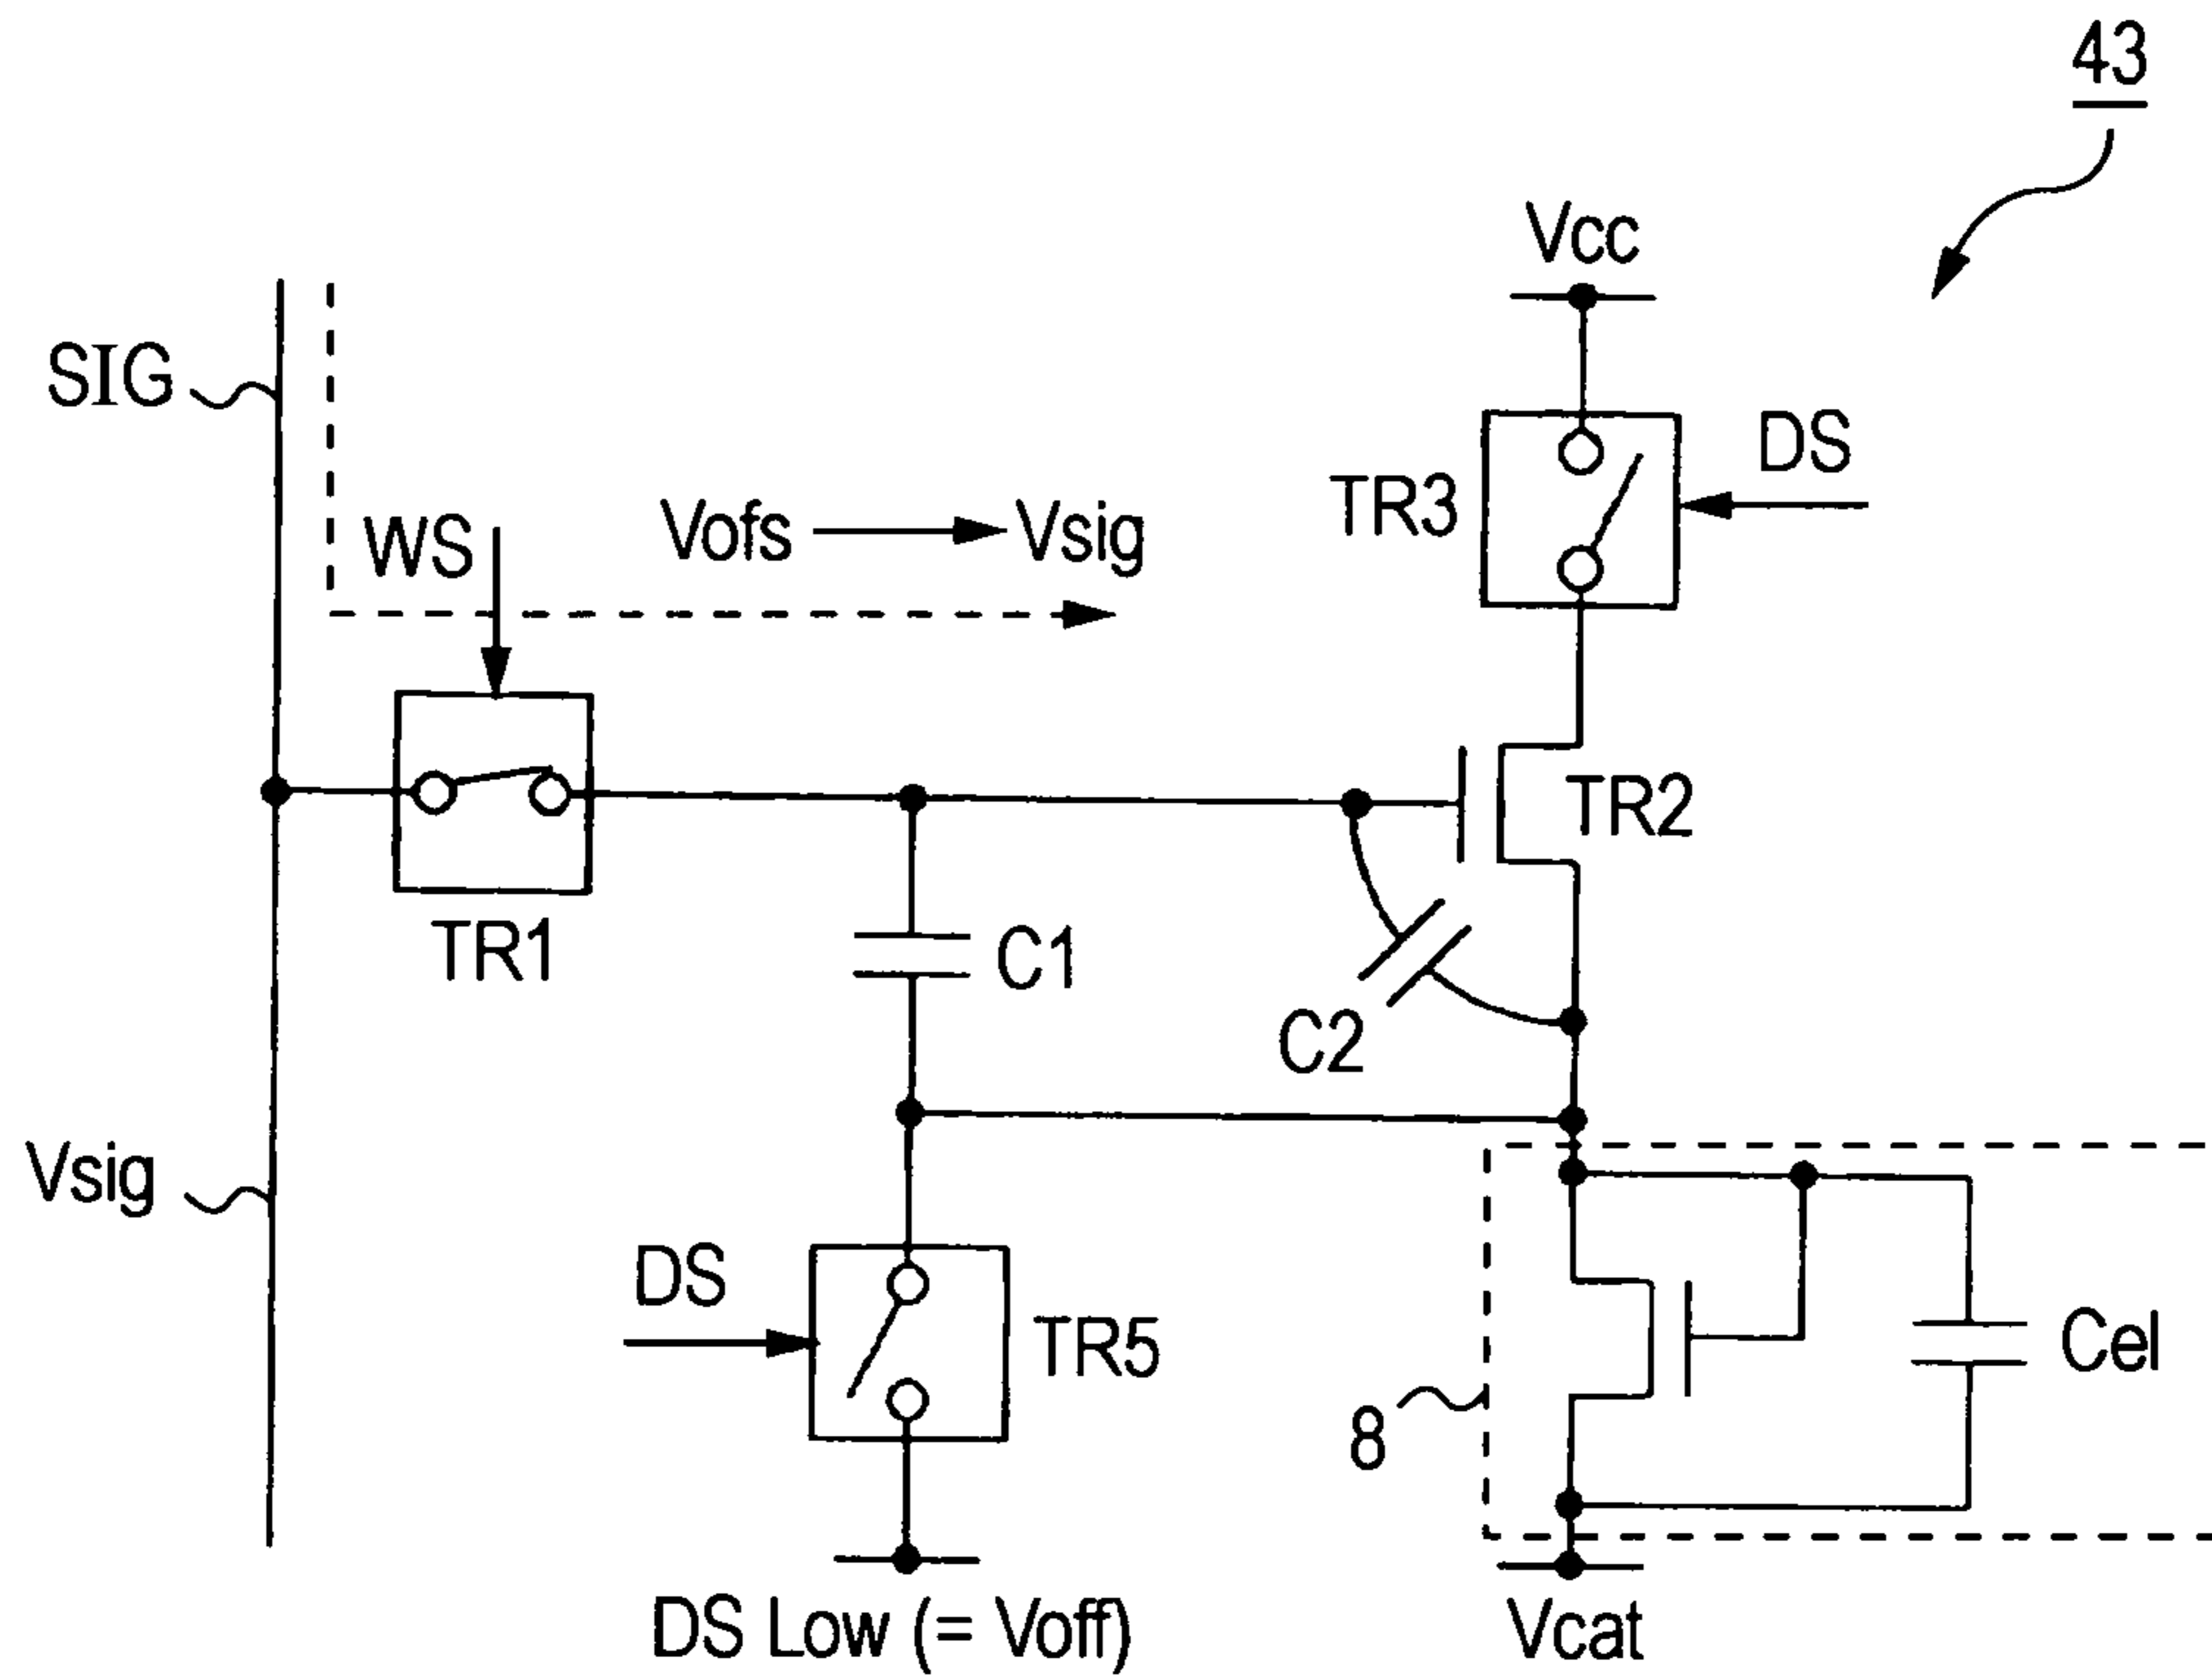 43
Vcc
SIG
DS
TR3
WS
Vofs
Vsig
TR2
TR1
C1
C2
Vsig
DS
TR5
Cel
8
DS Low (= Voff)
Vcat